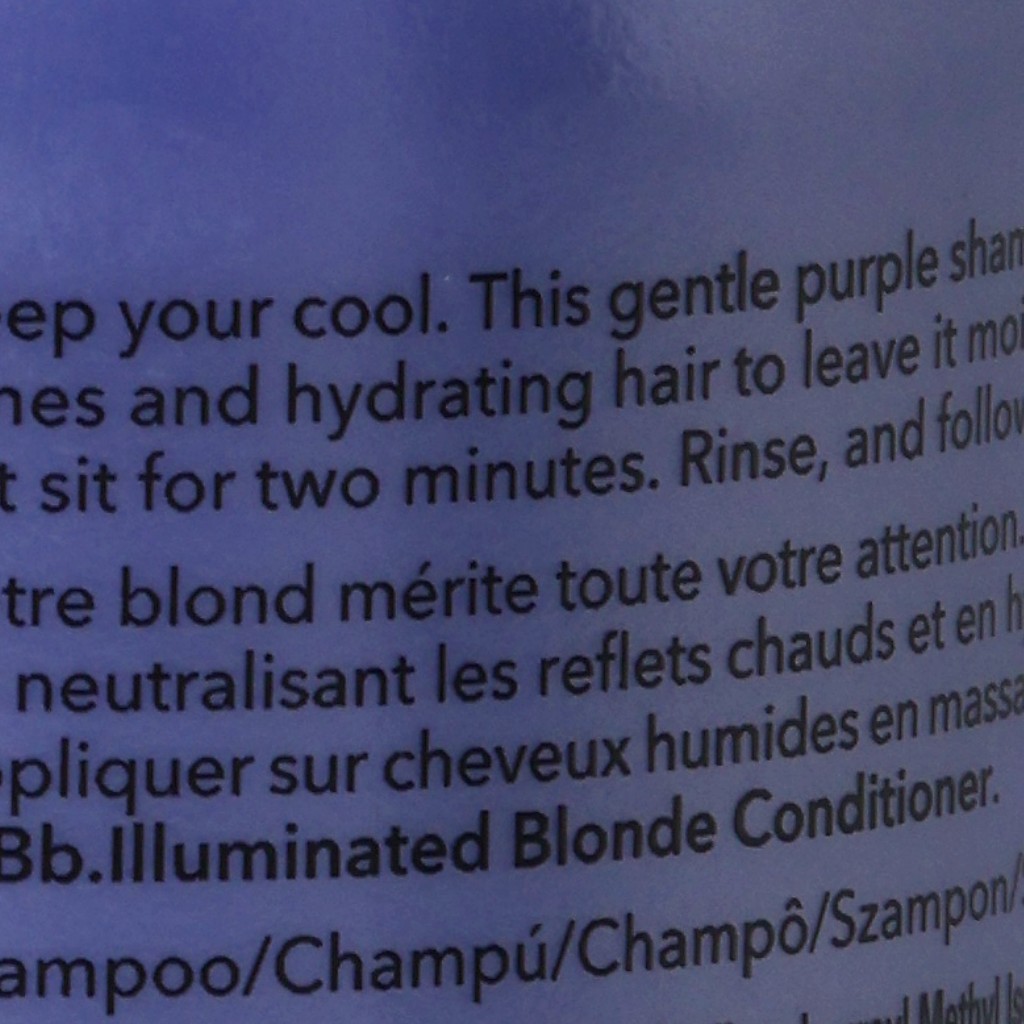 eep your cool. This gentle purple sham
nes and hydrating hair to leave it moi
t sit for two minutes. Rinse, and follow
tre blond mérite toute votre attention.
neutralisant les reflets chauds et en h
ppliquer sur cheveux humides en massa
Bb.Illuminated Blonde Conditioner.
ampoo/Champú/Champô/Szampon/
Methyl Is